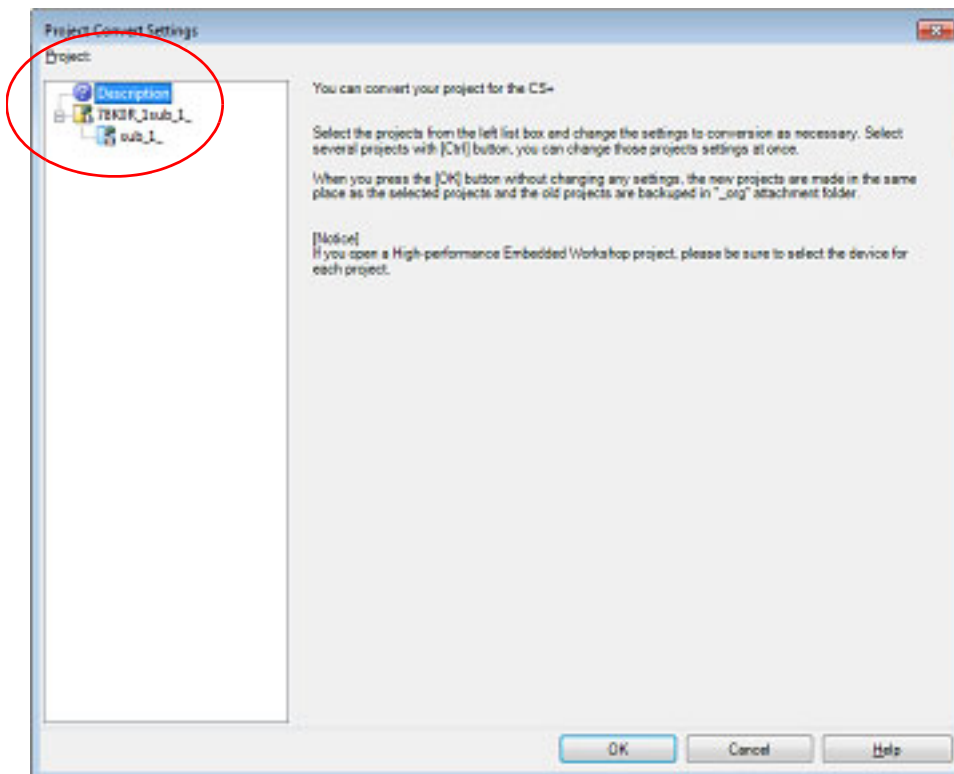 Project Convert Settings
Project:
Description
78K0R_1sub_1_
sub_1_
You can convert your project for the CS+
Select the projects from the left list box and change the settings to conversion as necessary. Select
several projects with [Ctrl] button, you can change those projects settings at once.
When you press the [OK] button without changing any settings, the new projects are made in the same
place as the selected projects and the old projects are backuped in "_org" attachment folder.
[Notice]
If you open a High-performance Embedded Workshop project, please be sure to select the device for
each project.
OK
Cancel
Help